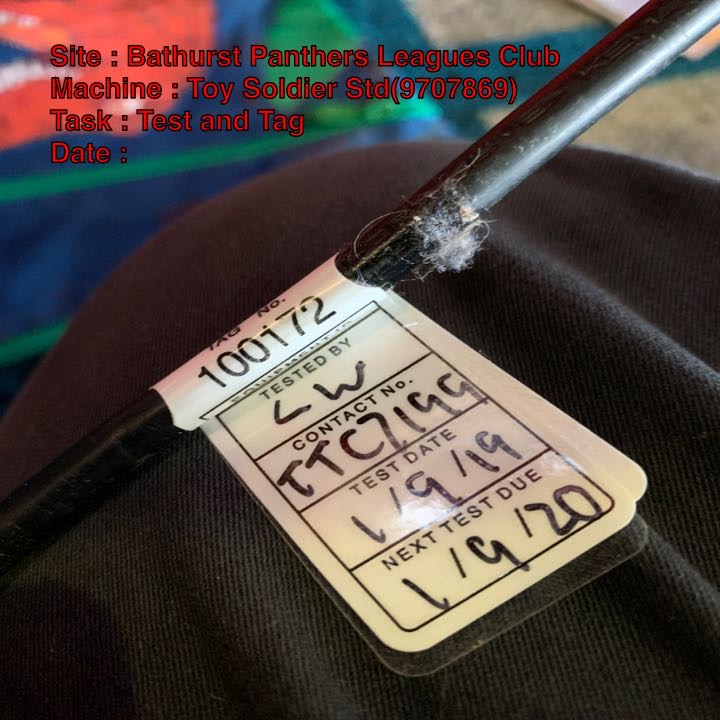 Site : Bathurst Panthers Leagues Club
Machine : Toy Soldier Std(9707869)
Task : Test and Tag
Date :
TAG No.
100172
TESTED BY
LW
CONTACT No.
TEST DATE
1/9/19
NEXT TEST DUE
1/9/20